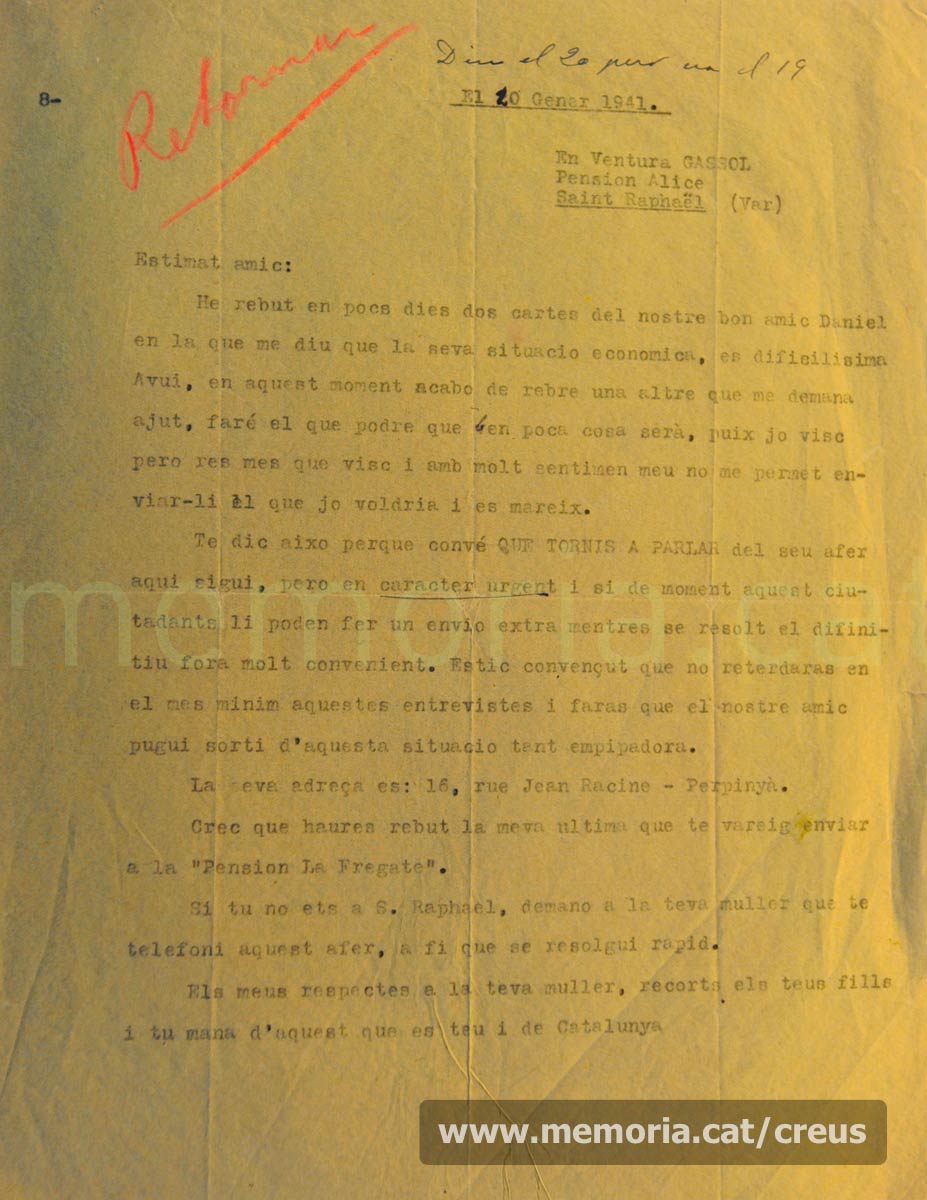 Retornar
Diu el 20 pero era el 19
8-
El 20 Gener 1941.
En Ventura GASSOL
Pension Alice
Saint Raphaël (Var)
Estimat amic:
He rebut en pocs dies dos cartes del nostre bon amic Daniel
en la que me diu que la seva situacio economica, es dificilisima
Avui, en aquest moment acabo de rebre una altre que me demana
ajut, faré el que podre que ben poca cosa serà, puix jo visc
pero res mes que visc i amb molt sentimen meu no me permet en-
viar-li el que jo voldria i es mareix.
Te dic aixo perque convé QUE TORNIS A PARLAR del seu afer
aqui sigui, pero en caracter urgent i si de moment aquest ciu-
tadants li poden fer un envio extra mentres se resolt el difini-
tiu fora molt convenient. Estic convençut que no reterdaras en
el mes minim aquestes entrevistes i faras que el nostre amic
pugui sorti d'aquesta situacio tant empipadora.
La seva adreça es: 16, rue Jean Racine - Perpinyà.
Crec que haures rebut la meva ultima que te vareig enviar
a la "Pension La Fregate".
Si tu no ets a S. Raphaël, demano a la teva muller que te
telefoni aquest afer, a fi que se resolgui rapid.
Els meus respectes a la teva muller, recorts els teus fills
i tu mana d'aquest que es teu i de Catalunya
memoria.cat
www.memoria.cat/creus